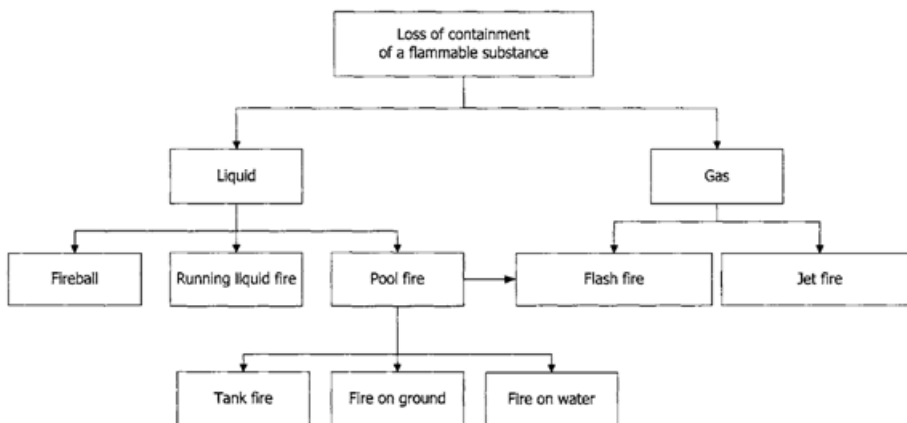 Loss of containment
of a flammable substance
Liquid
Gas
Fireball
Running liquid fire
Pool fire
Flash fire
Jet fire
Tank fire
Fire on ground
Fire on water